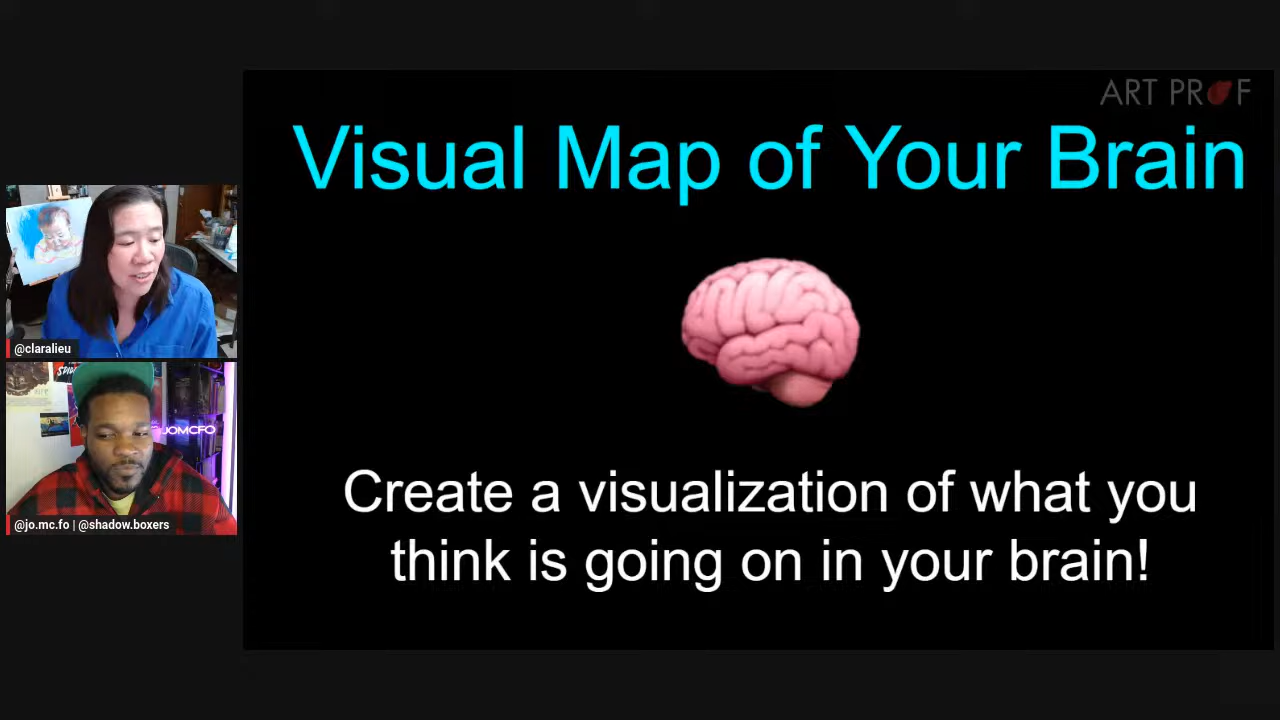 ART PROF
Visual Map of Your Brain
Create a visualization of what you
think is going on in your brain!
@claralieu
JOMCFO
@jo.mc.fo | @shadow.boxers